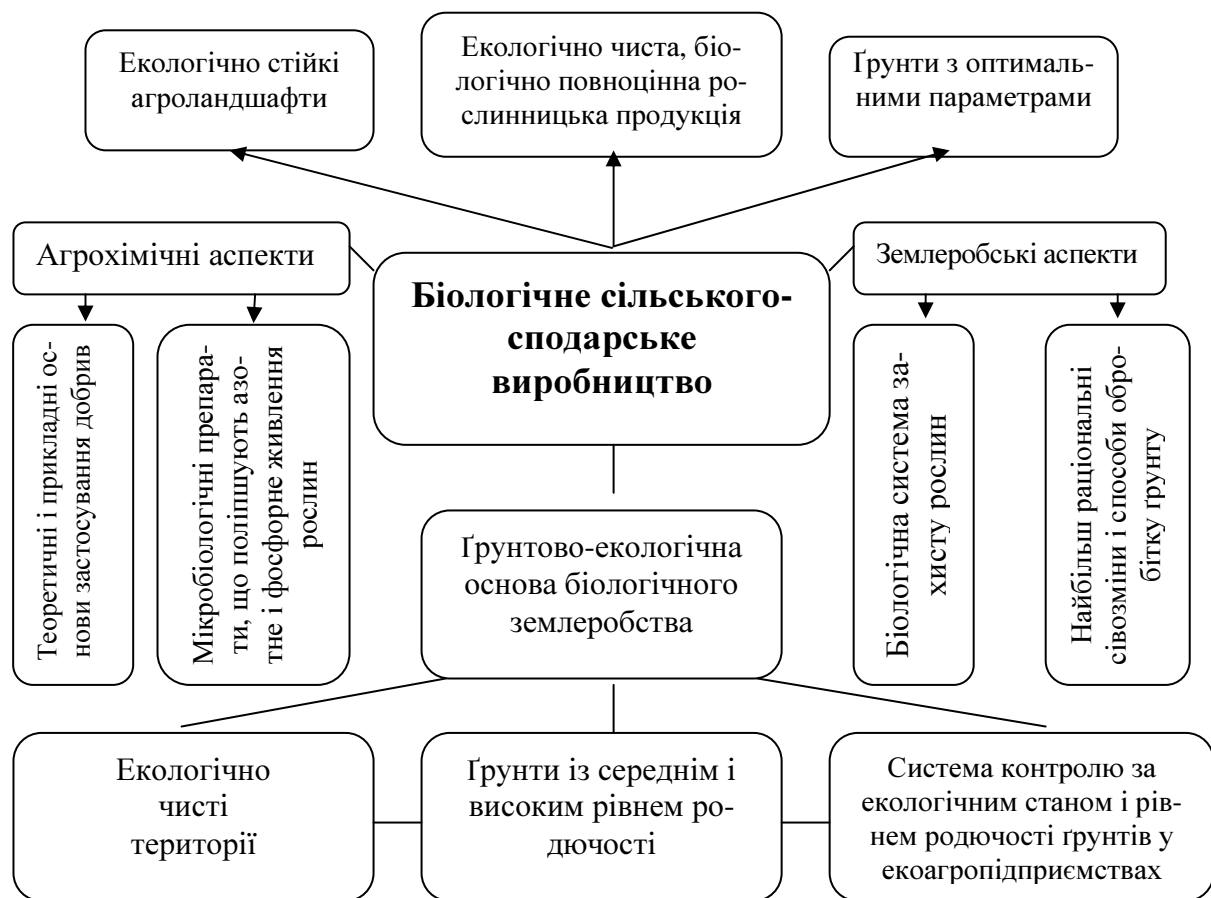 Екологічно стійкі
агроландшафти
Екологічно чиста, біо-
логічно повноцінна ро-
слинницька продукція
Ґрунти з оптималь-
ними параметрами
Агрохімічні аспекти
Землеробські аспекти
Біологічне сільського-
сподарське
виробництво
Теоретичні і прикладні ос-
нови застосування добрив
Мікробіологічні препара-
ти, що поліпшують азо-
тне і фосфорне живлення
рослин
Біологічна система за-
хисту рослин
Найбільш раціональні
сівозміни і способи обро-
бітку ґрунту
Ґрунтово-екологічна
основа біологічного
землеробства
Екологічно
чисті
території
Ґрунти із середнім і
високим рівнем ро-
дючості
Система контролю за
екологічним станом і рів-
нем родючості ґрунтів у
екоагропідприємствах